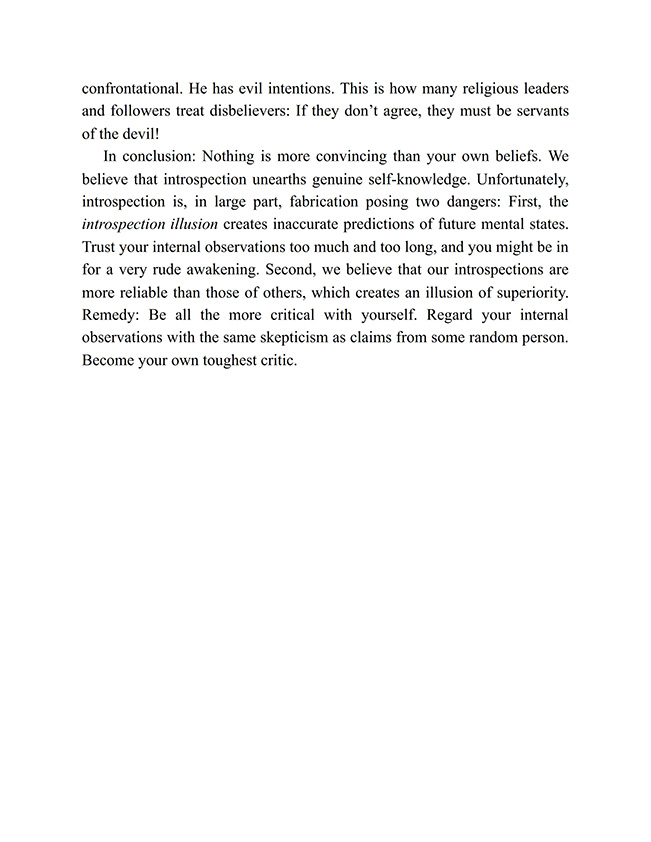 confrontational. He has evil intentions. This is how many religious leaders
and followers treat disbelievers: If they don’t agree, they must be servants
of the devil!
In conclusion: Nothing is more convincing than your own beliefs. We
believe that introspection unearths genuine self-knowledge. Unfortunately,
introspection is, in large part, fabrication posing two dangers: First, the
introspection illusion creates inaccurate predictions of future mental states.
Trust your internal observations too much and too long, and you might be in
for a very rude awakening. Second, we believe that our introspections are
more reliable than those of others, which creates an illusion of superiority.
Remedy: Be all the more critical with yourself. Regard your internal
observations with the same skepticism as claims from some random person.
Become your own toughest critic.